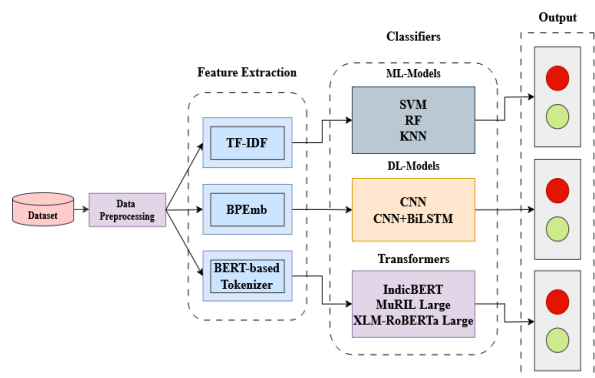 Output
Classifiers
Feature Extraction
ML-Models
SVM
RF
KNN
TF-IDF
DL-Models
Data
Preprocessing
Dataset
BPEmb
CNN
CNN+BiLSTM
Transformers
BERT-based
Tokenizer
IndicBERT
MuRIL Large
XLM-RoBERTa Large